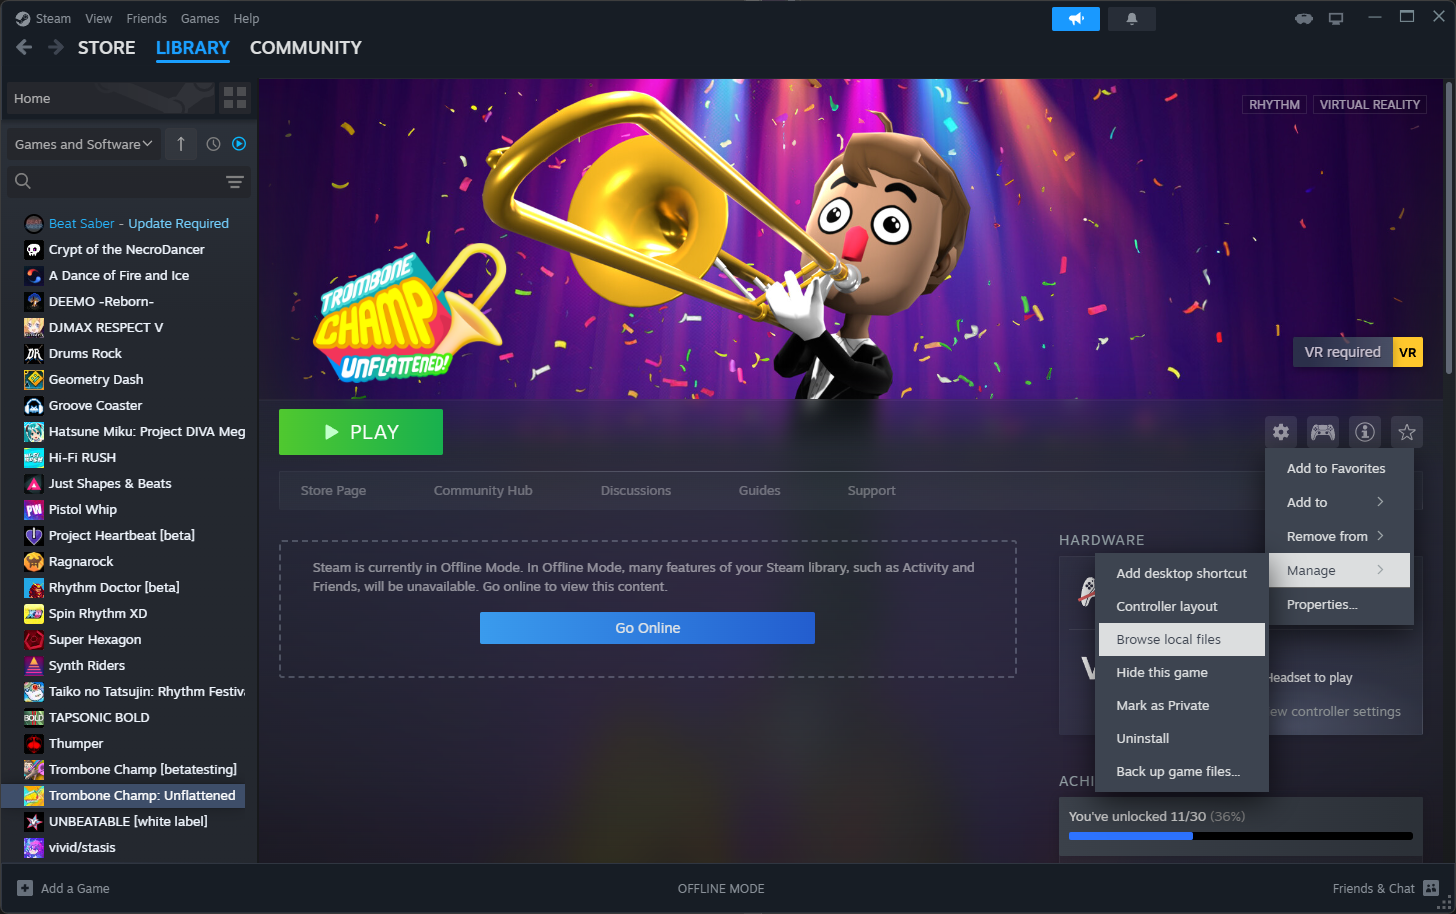 Steam View Friends Games Help
STORE LIBRARY COMMUNITY
Home
Games and Software
Beat Saber - Update Required
Crypt of the NecroDancer
A Dance of Fire and Ice
DEEMO -Reborn-
DJMAX RESPECT V
Drums Rock
Geometry Dash
Groove Coaster
Hatsune Miku: Project DIVA Meg
Hi-Fi RUSH
Just Shapes & Beats
Pistol Whip
Project Heartbeat [beta]
Ragnarock
Rhythm Doctor [beta]
Spin Rhythm XD
Super Hexagon
Synth Riders
Taiko no Tatsujin: Rhythm Festiv
TAPSONIC BOLD
Thumper
Trombone Champ [betatesting]
Trombone Champ: Unflattened
UNBEATABLE [white label]
vivid/stasis
RHYTHM VIRTUAL REALITY
TROMBONE
CHAMP
UNFLATTENED!
VR required VR
PLAY
Store Page Community Hub Discussions Guides Support
Steam is currently in Offline Mode. In Offline Mode, many features of your Steam library, such as Activity and
Friends, will be unavailable. Go online to view this content.
Go Online
Add to Favorites
Add to
Remove from
Manage
Properties...
HARDWARE
Add desktop shortcut
Controller layout
Browse local files
Hide this game
Mark as Private
Uninstall
Back up game files...
Headset to play
ew controller settings
ACHI
You've unlocked 11/30 (36%)
Add a Game
OFFLINE MODE
Friends & Chat